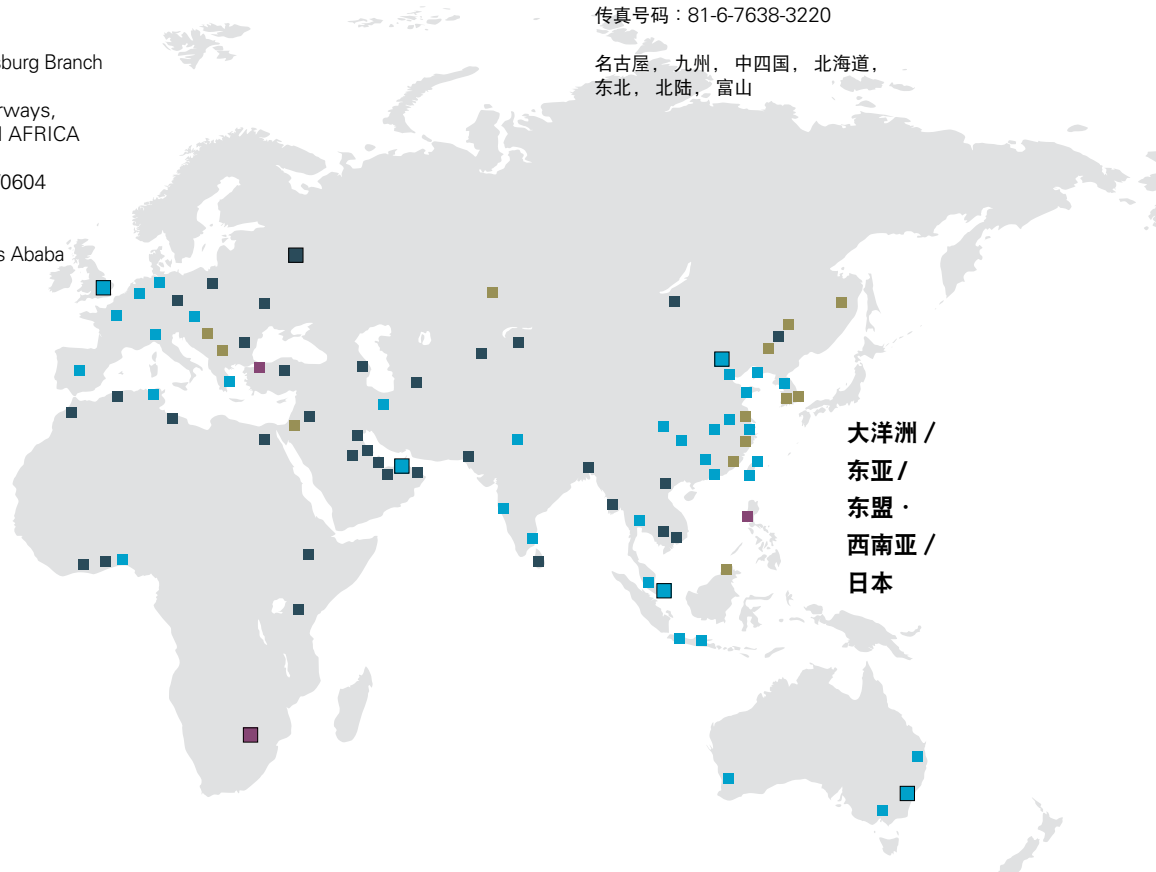 sburg Branch
rways,
AFRICA
0604
s Ababa
传真号码：81-6-7638-3220
名古屋， 九州， 中四国， 北海道，
东北， 北陆， 富山
大洋洲 /
东亚 /
东盟 ·
西南亚 /
日本